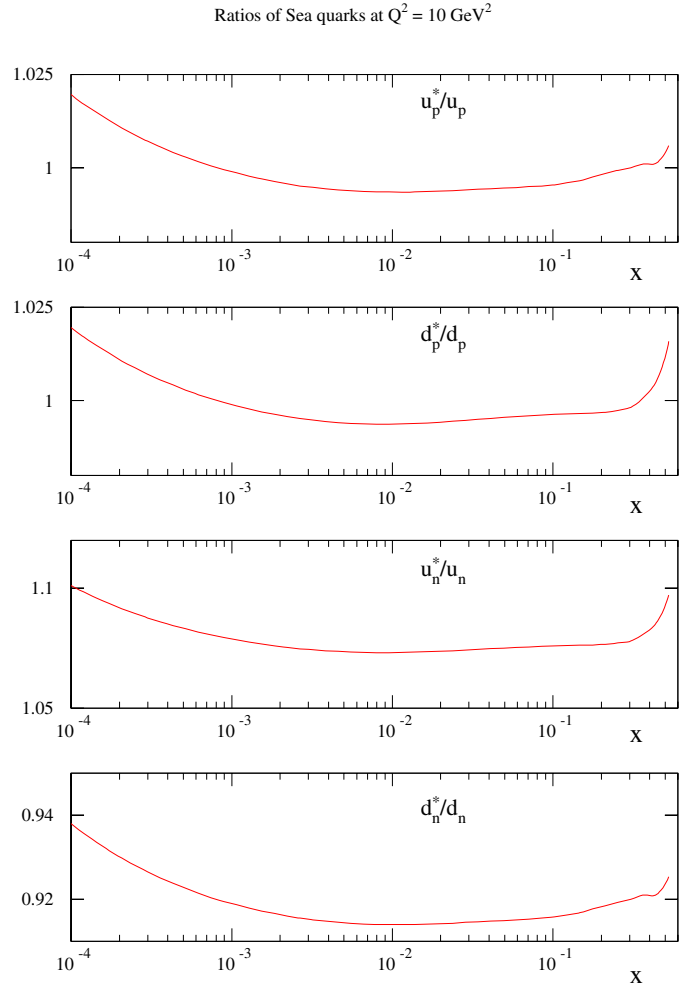 Ratios of Sea quarks at Q² = 10 GeV²
1.025
u*p/up
1
10⁻⁴ 10⁻³ 10⁻² 10⁻¹
x
1.025
d*p/dp
1
10⁻⁴ 10⁻³ 10⁻² 10⁻¹
x
u*n/un
1.1
1.05
10⁻⁴ 10⁻³ 10⁻² 10⁻¹
x
d*n/dn
0.94
0.92
10⁻⁴ 10⁻³ 10⁻² 10⁻¹
x